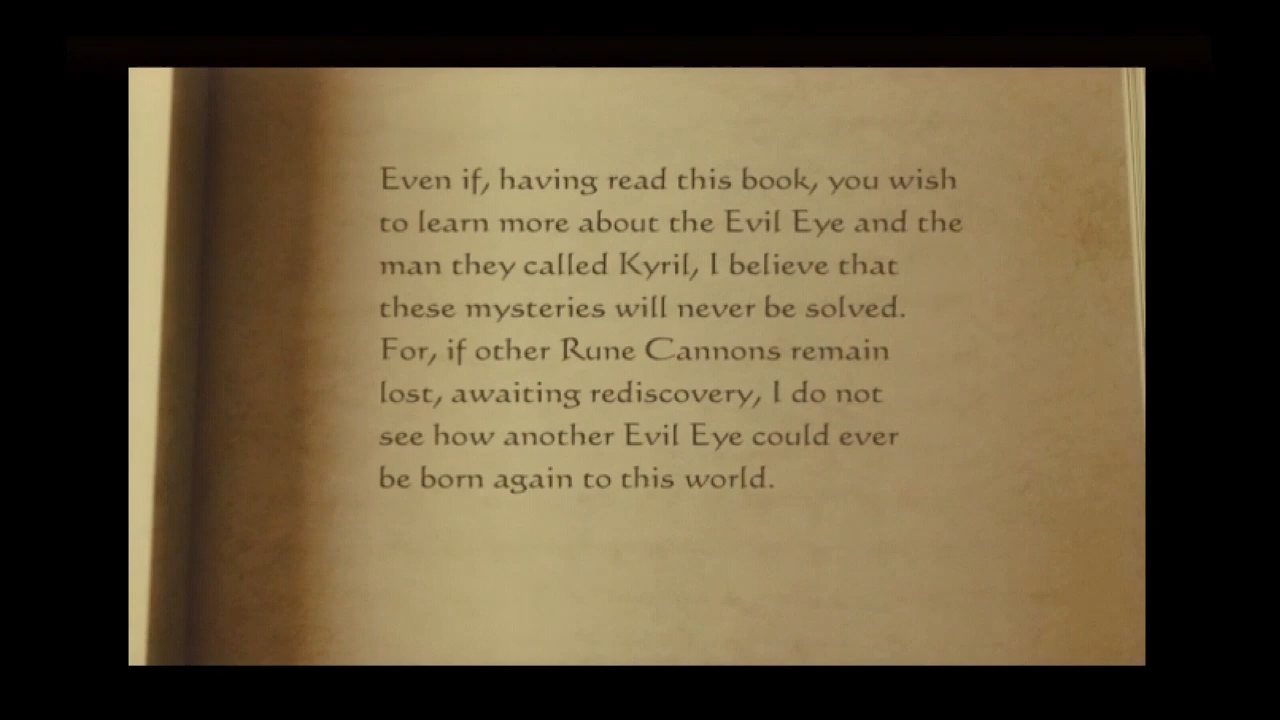 Even if, having read this book, you wish
to learn more about the Evil Eye and the
man they called Kyril, I believe that
these mysteries will never be solved.
For, if other Rune Cannons remain
lost, awaiting rediscovery, I do not
see how another Evil Eye could ever
be born again to this world.